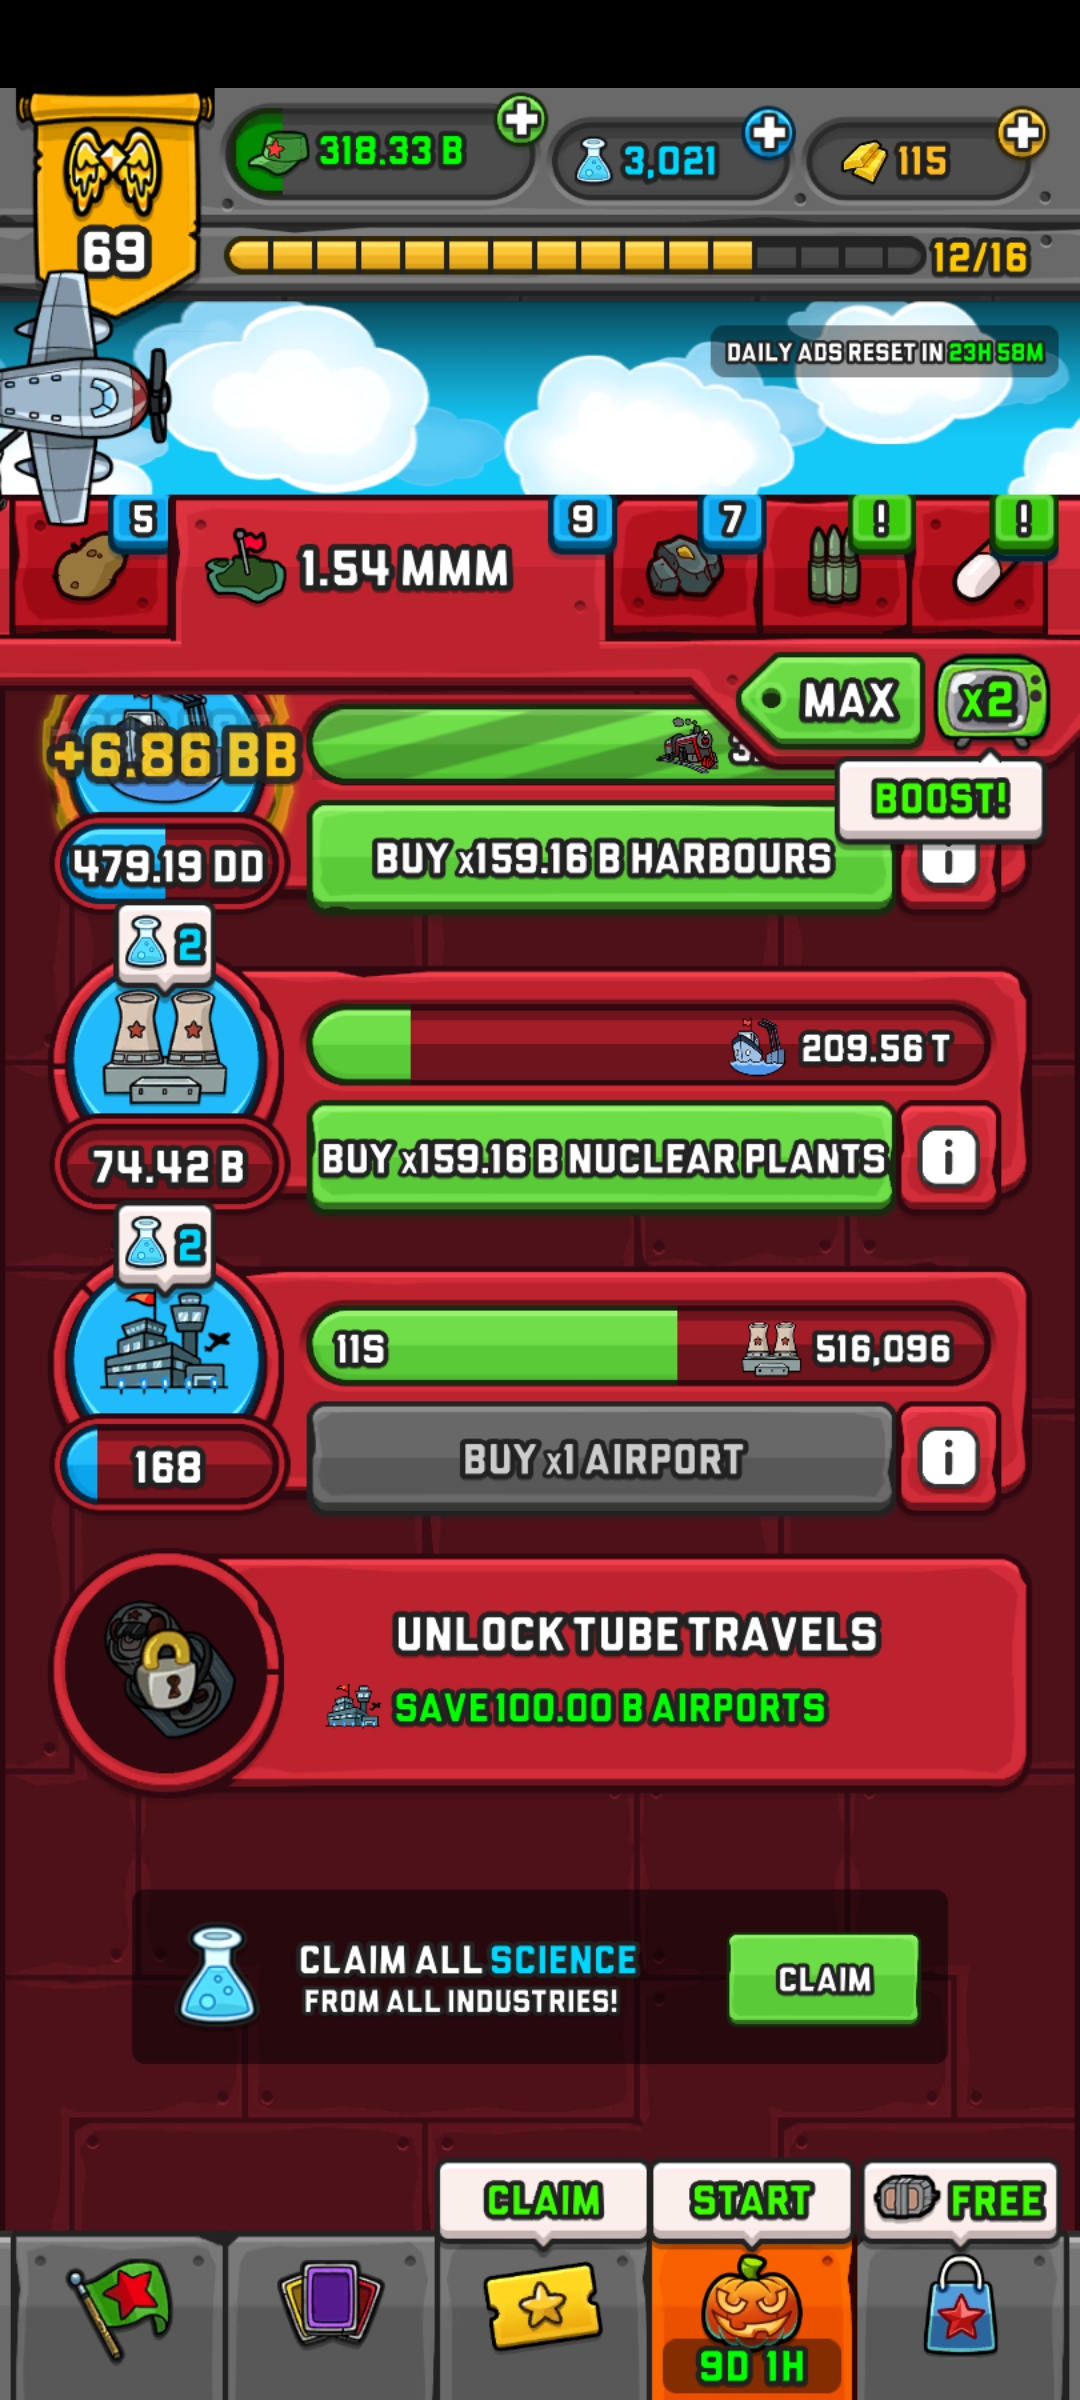 318.33 B
3,021
115
69
12/16
DAILY ADS RESET IN 23H 58M
5
1.54 MMM
9
7
!
!
MAX
x2
+6.86 BB
BOOST!
479.19 DD
BUY x159.16 B HARBOURS
i
2
209.56 T
74.42 B
BUY x159.16 B NUCLEAR PLANTS
i
2
11S
516,096
168
BUY x1 AIRPORT
i
UNLOCK TUBE TRAVELS
SAVE 100.00 B AIRPORTS
CLAIM ALL SCIENCE
FROM ALL INDUSTRIES!
CLAIM
CLAIM
START
FREE
9D 1H